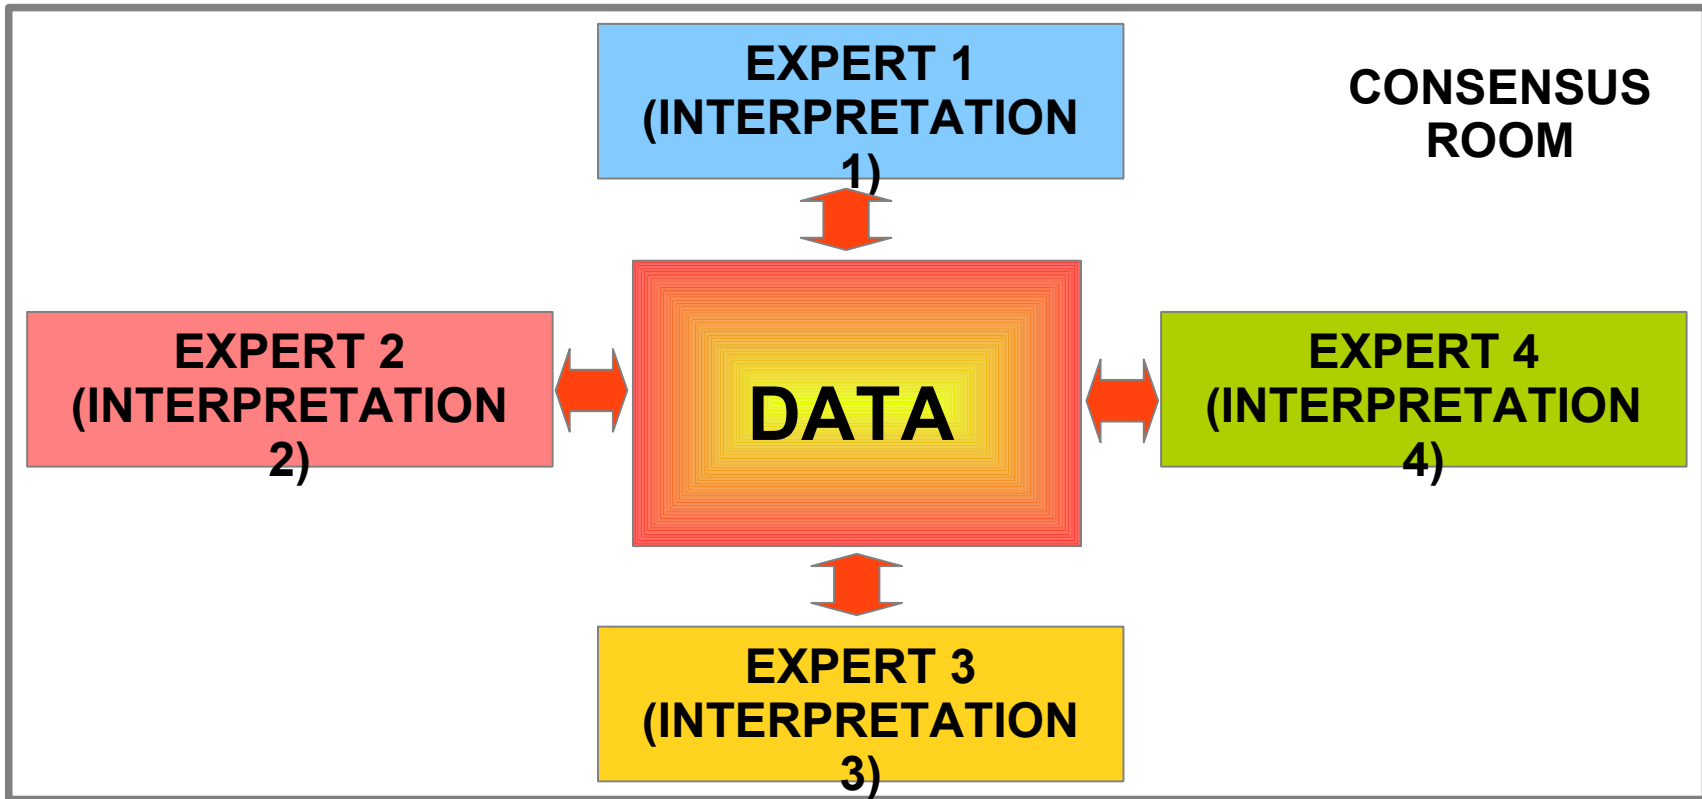 EXPERT 1
(INTERPRETATION
1)
CONSENSUS
ROOM
EXPERT 2
(INTERPRETATION
2)
DATA
EXPERT 4
(INTERPRETATION
4)
EXPERT 3
(INTERPRETATION
3)